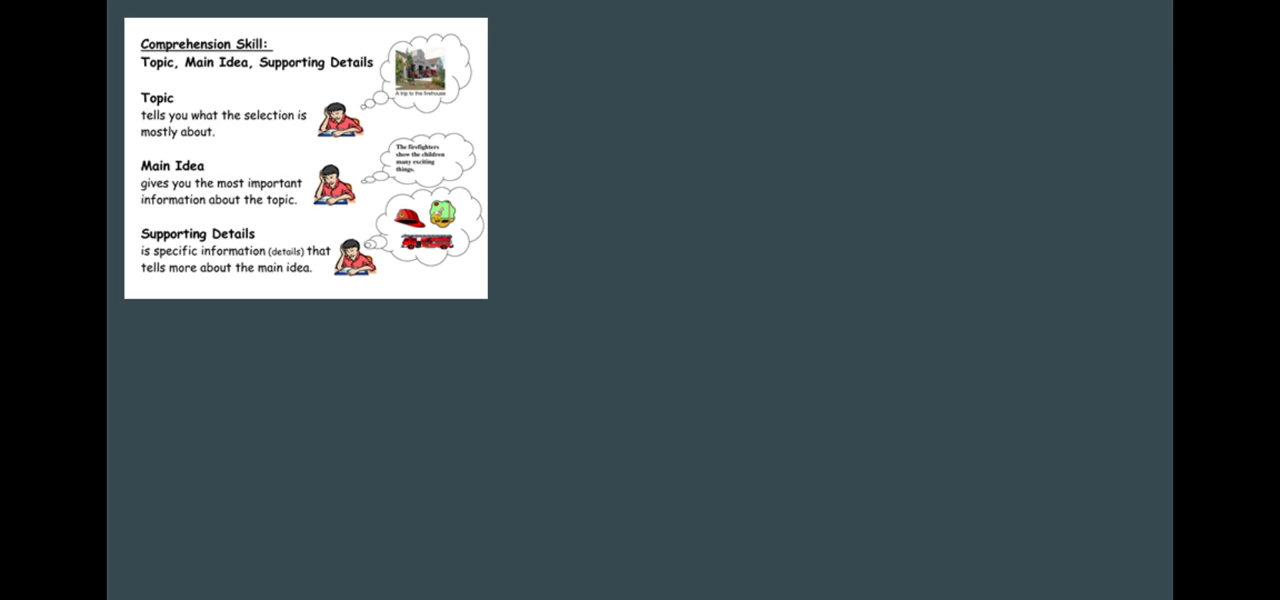 Comprehension Skill:
Topic, Main Idea, Supporting Details
A trip to the firehouse
Topic
tells you what the selection is
mostly about.
The firefighters
show the children
many exciting
things.
Main Idea
gives you the most important
information about the topic.
Supporting Details
is specific information (details) that
tells more about the main idea.